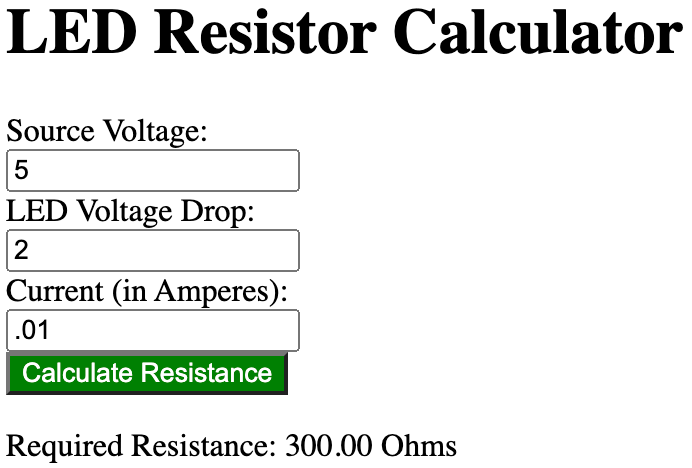 LED Resistor Calculator
Source Voltage:
5
LED Voltage Drop:
2
Current (in Amperes):
.01
Calculate Resistance
Required Resistance: 300.00 Ohms